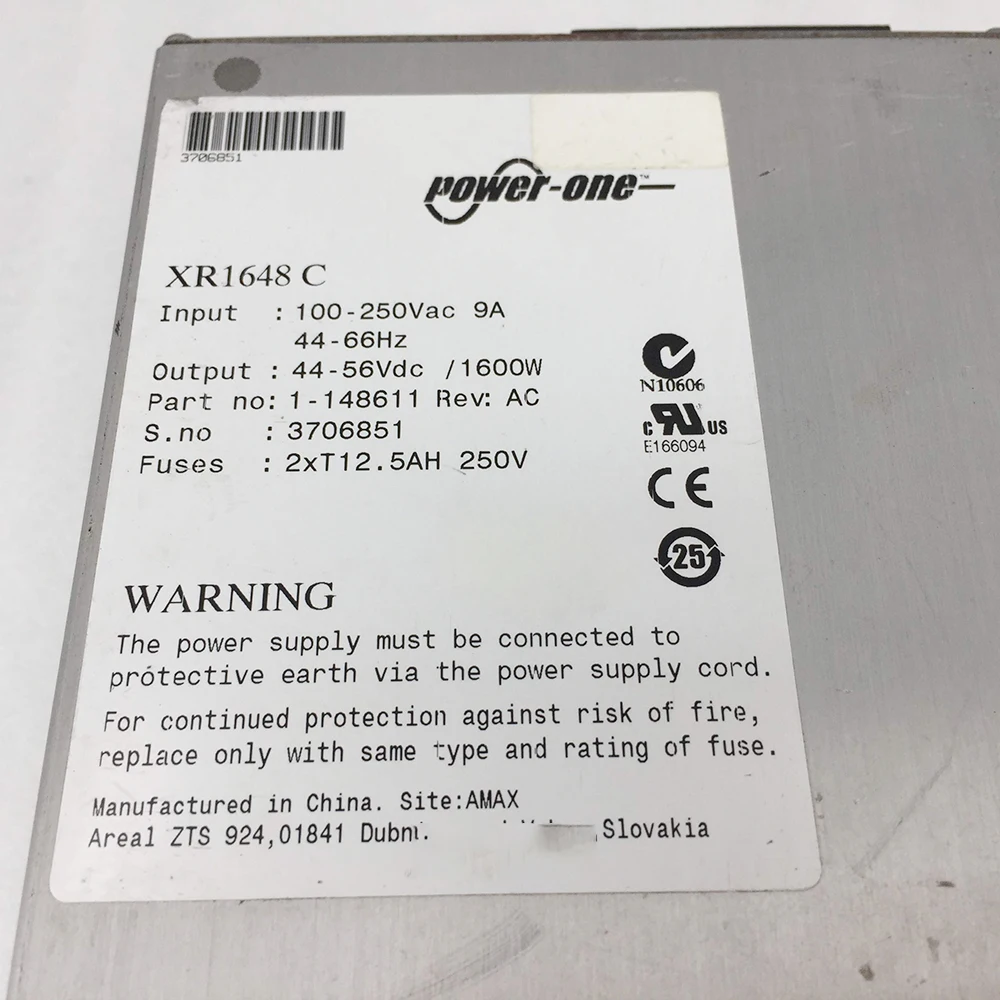 3706851
power-one™
XR1648 C
Input : 100-250Vac 9A
44-66Hz
Output : 44-56Vdc /1600W
Part no: 1-148611 Rev: AC
S.no : 3706851
Fuses : 2xT12.5AH 250V
N10606
c RU US
E166094
CE
25
WARNING
The power supply must be connected to
protective earth via the power supply cord.
For continued protection against risk of fire,
replace only with same type and rating of fuse.
Manufactured in China. Site:AMAX
Areal ZTS 924,01841 Slovakia